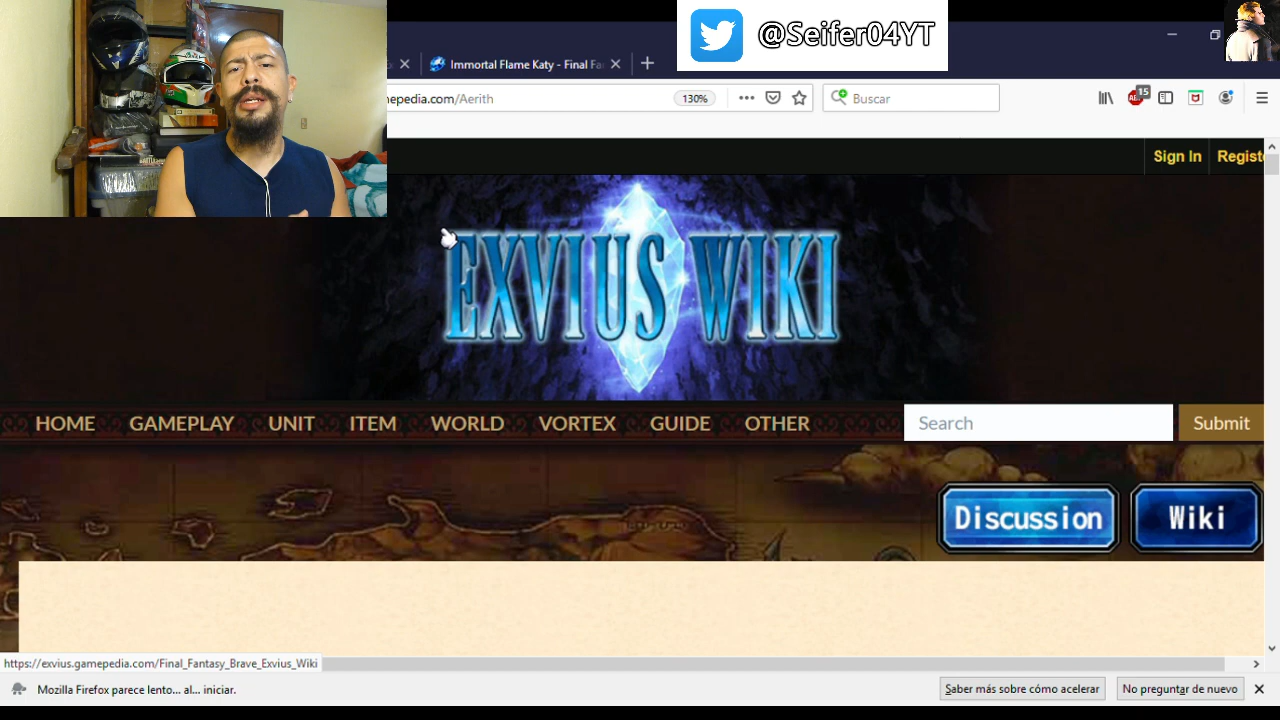 @Seifer04YT
Immortal Flame Katy - Final Fa
nepedia.com/Aerith
130%
Buscar
15
Sign In
Regist
EXVIUS WIKI
HOME
GAMEPLAY
UNIT
ITEM
WORLD
VORTEX
GUIDE
OTHER
Search
Submit
Discussion
Wiki
https://exvius.gamepedia.com/Final_Fantasy_Brave_Exvius_Wiki
Mozilla Firefox parece lento... al... iniciar.
Saber más sobre cómo acelerar
No preguntar de nuevo